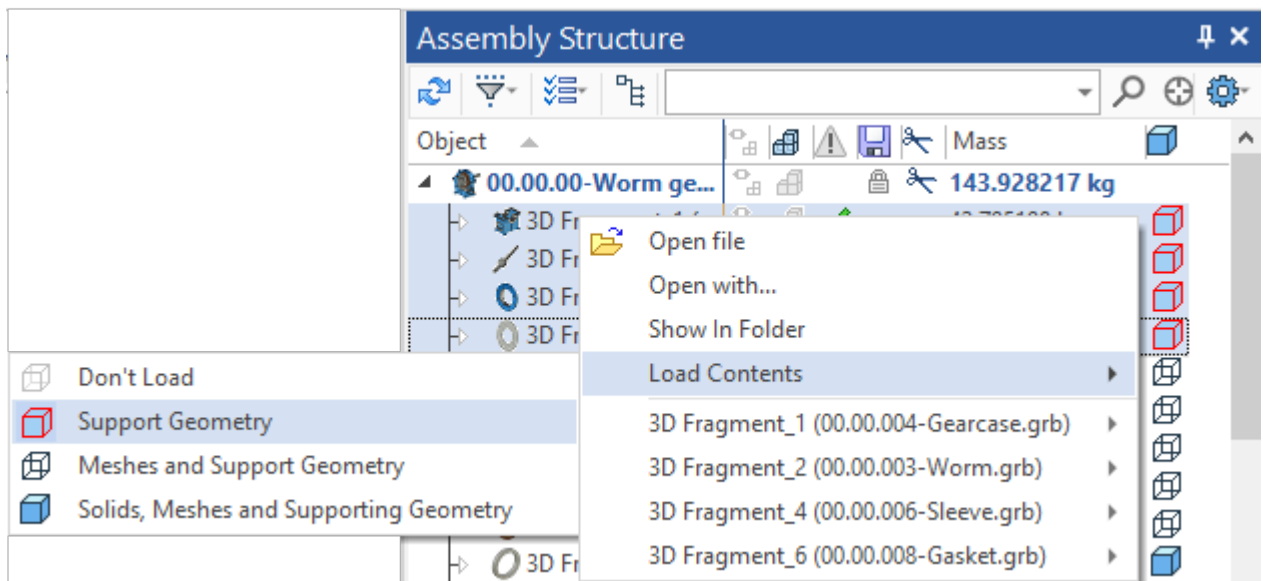 Assembly Structure
Object Mass
00.00.00-Worm ge... 143.928217 kg
3D Fr
3D Fr
3D Fr
3D Fr
Open file
Open with...
Show In Folder
Load Contents
3D Fragment_1 (00.00.004-Gearcase.grb)
3D Fragment_2 (00.00.003-Worm.grb)
3D Fragment_4 (00.00.006-Sleeve.grb)
3D Fragment_6 (00.00.008-Gasket.grb)
Don't Load
Support Geometry
Meshes and Support Geometry
Solids, Meshes and Supporting Geometry
3D Fr